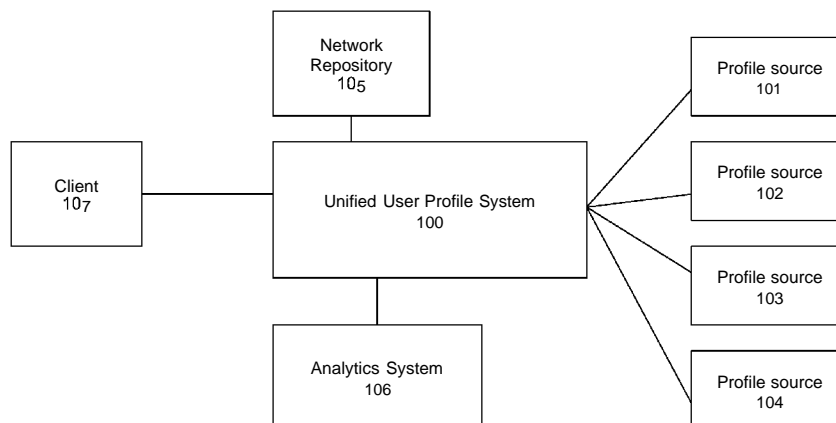 Network
Repository
105
Profile source
101
Client
107
Unified User Profile System
100
Profile source
102
Profile source
103
Analytics System
106
Profile source
104